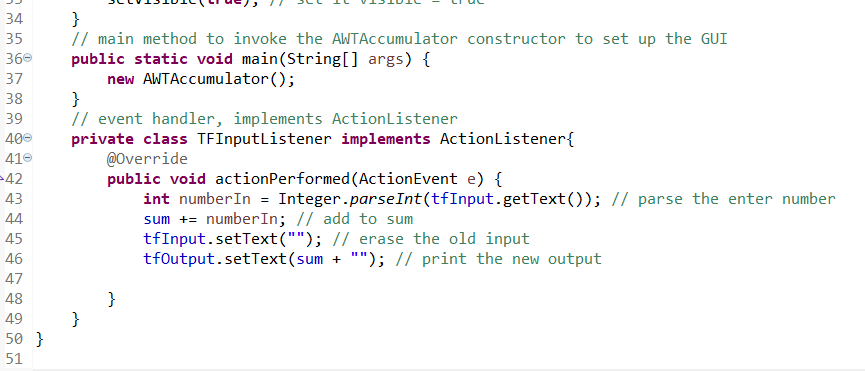 setVisible(true); // set it visible = true
34 }
35 // main method to invoke the AWTAccumulator constructor to set up the GUI
36 public static void main(String[] args) {
37 new AWTAccumulator();
38 }
39 // event handler, implements ActionListener
40 private class TFInputListener implements ActionListener{
41 @Override
42 public void actionPerformed(ActionEvent e) {
43 int numberIn = Integer.parseInt(tfInput.getText()); // parse the enter number
44 sum += numberIn; // add to sum
45 tfInput.setText(""); // erase the old input
46 tfOutput.setText(sum + ""); // print the new output
47
48 }
49 }
50 }
51